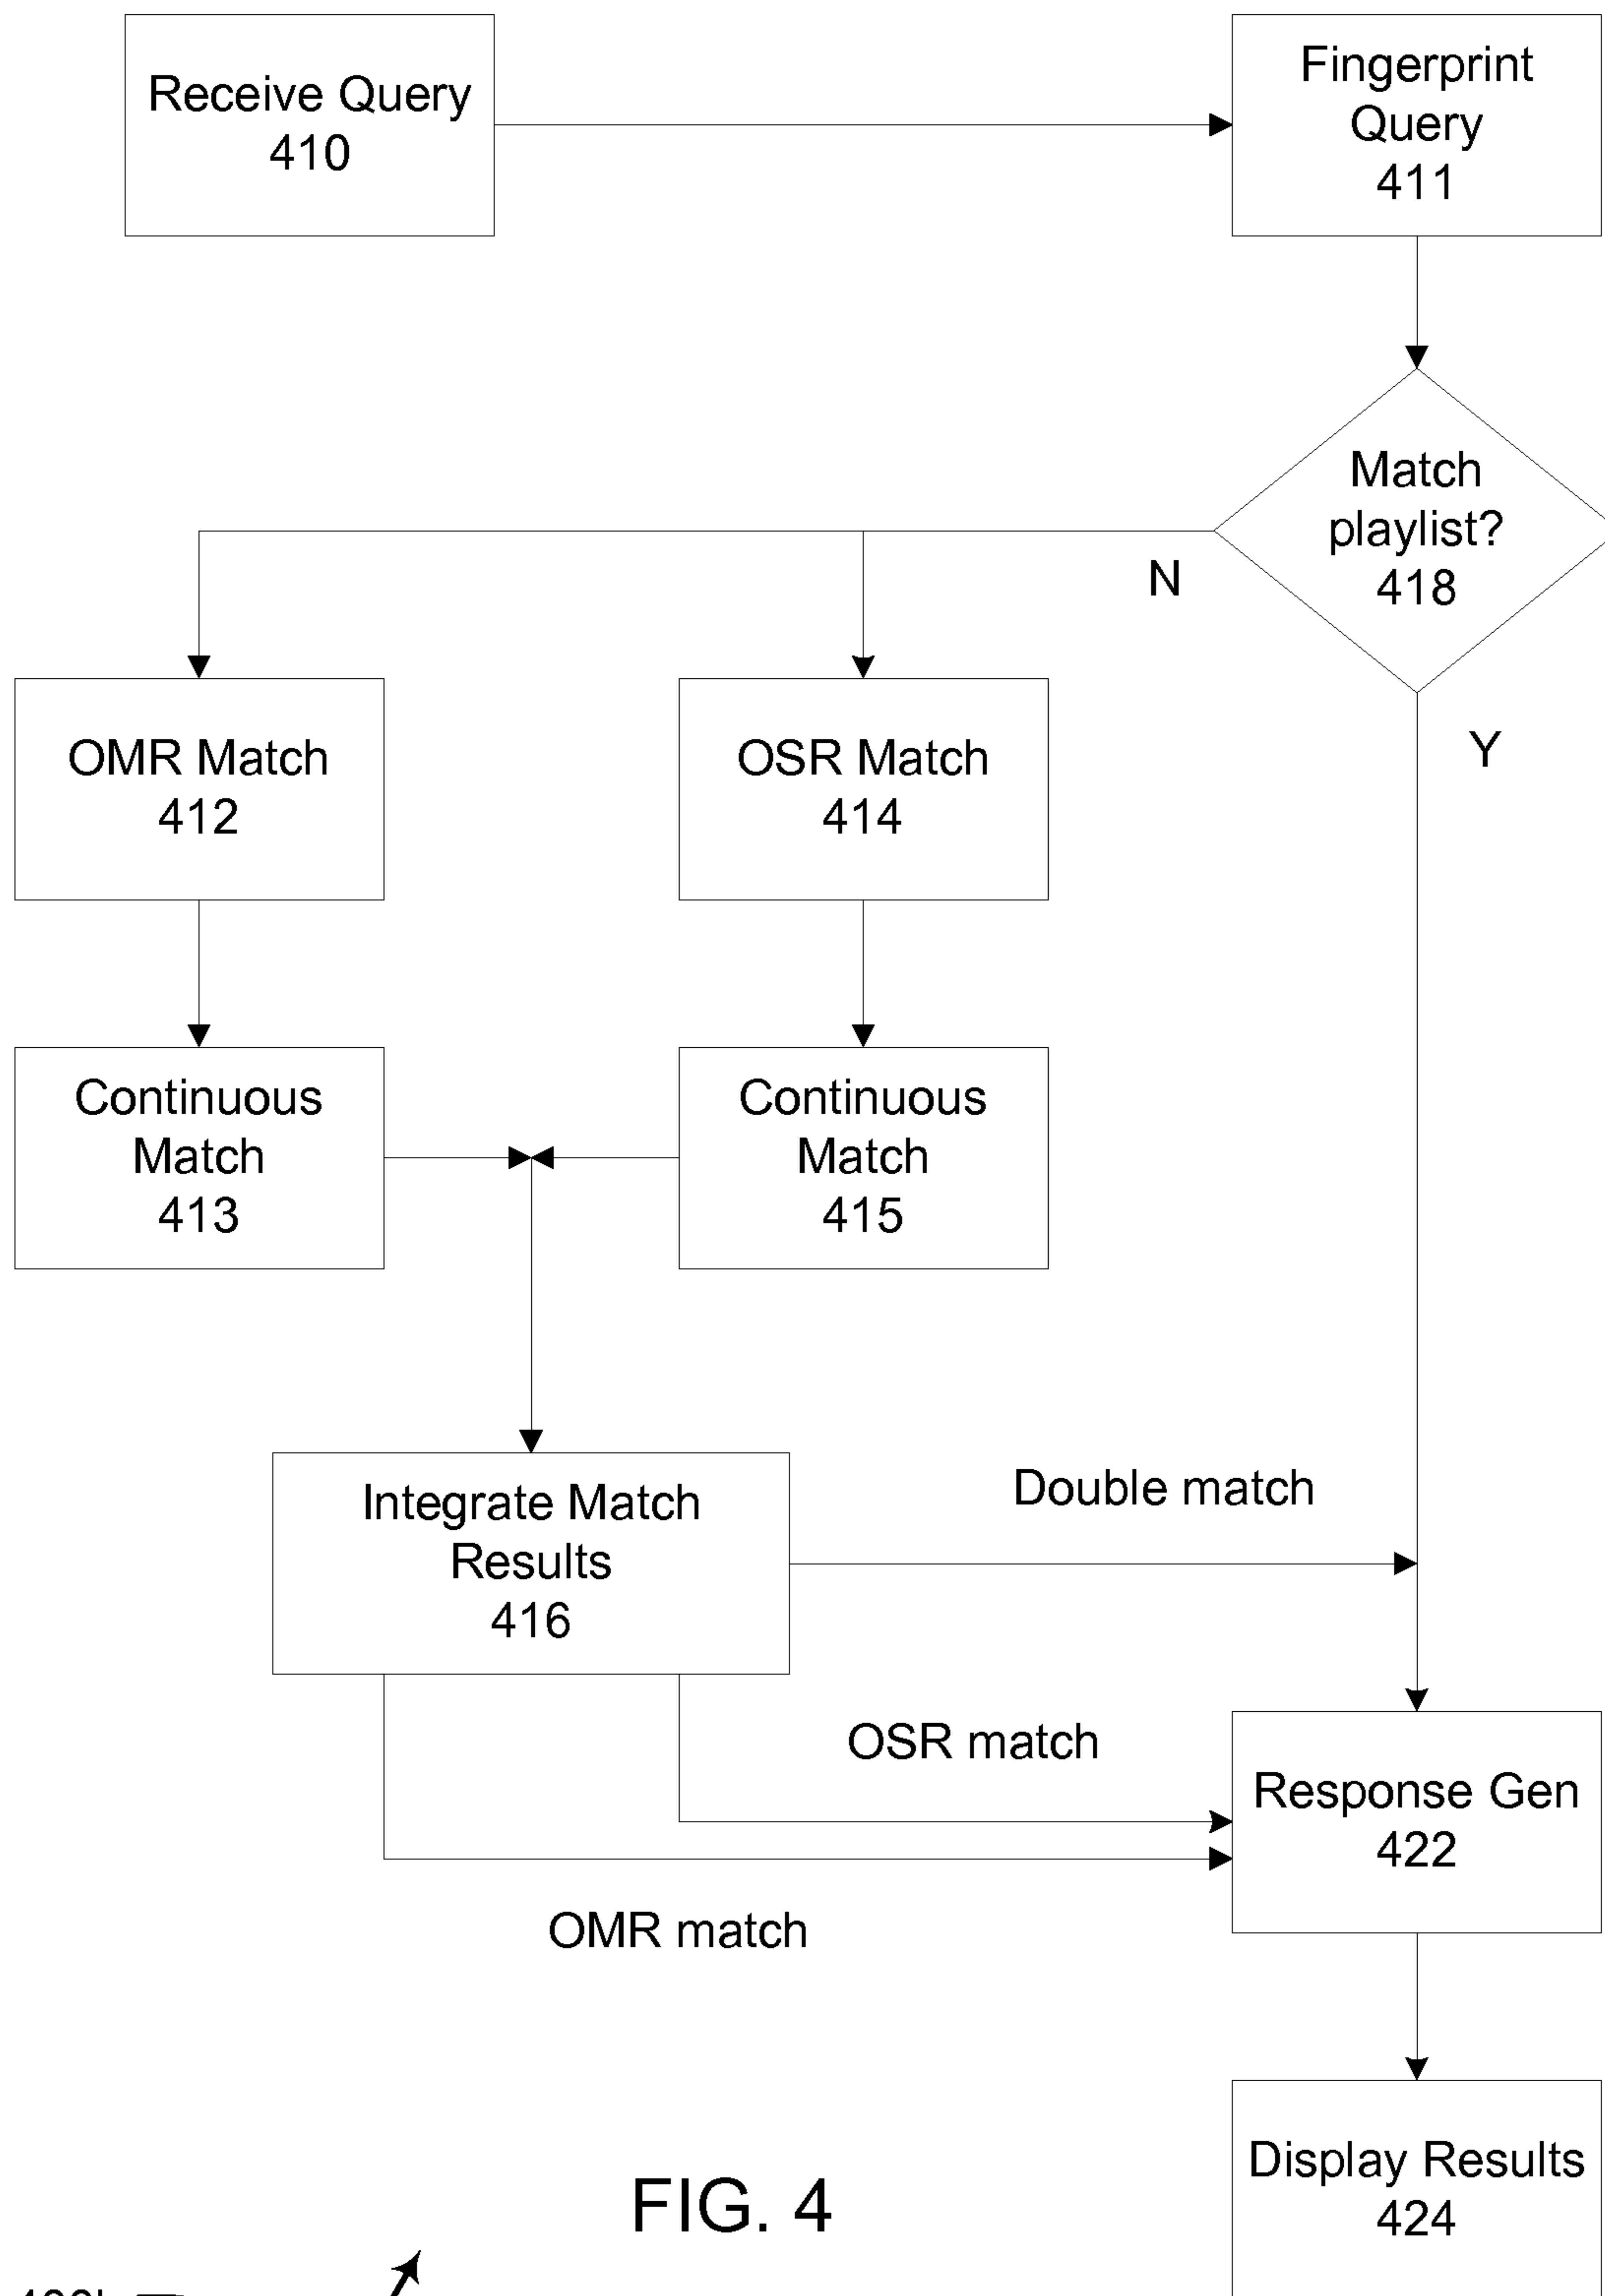 Receive Query
410
Fingerprint
Query
411
Match
playlist?
418
N
Y
OMR Match
412
OSR Match
414
Continuous
Match
413
Continuous
Match
415
Integrate Match
Results
416
Double match
OSR match
OMR match
Response Gen
422
Display Results
424
FIG. 4